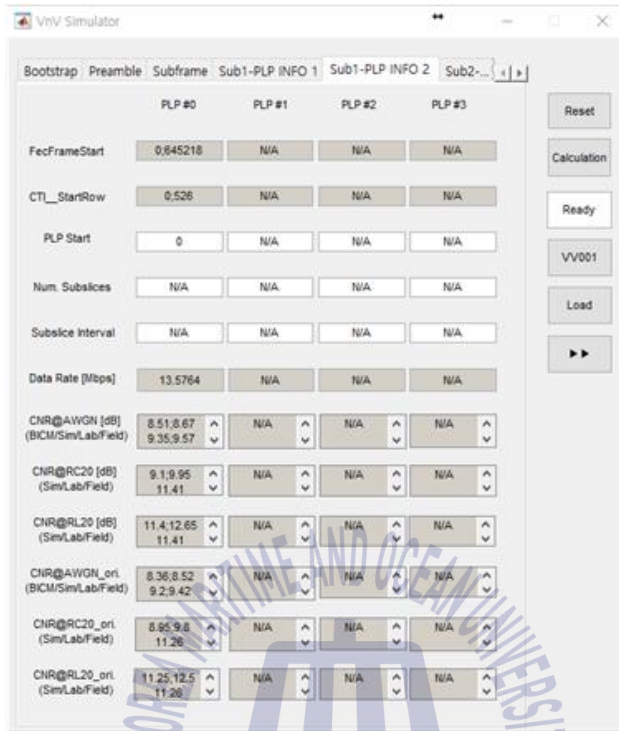 VnV Simulator
Bootstrap Preamble Subframe Sub1-PLP INFO 1 Sub1-PLP INFO 2 Sub2-...
PLP #0 PLP #1 PLP #2 PLP #3
Reset
FecFrameStart 0;645218 N/A N/A N/A
Calculation
CTI__StartRow 0;526 N/A N/A N/A
Ready
PLP Start 0 N/A N/A N/A
VV001
Num. Subslices N/A N/A N/A N/A
Load
Subslice Interval N/A N/A N/A N/A
Data Rate [Mbps] 13.5764 N/A N/A N/A
CNR@AWGN [dB] 8.51;8.67 N/A N/A N/A
(BICM/Sim/Lab/Field) 9.35;9.57
CNR@RC20 [dB] 9.1;9.95 N/A N/A N/A
(Sim/Lab/Field) 11.41
CNR@RL20 [dB] 11.4;12.65 N/A N/A N/A
(Sim/Lab/Field) 11.41
CNR@AWGN_ori. 8.36;8.52 N/A N/A N/A
(BICM/Sim/Lab/Field) 9.2;9.42
CNR@RC20_ori. 8.95;9.8 N/A N/A N/A
(Sim/Lab/Field) 11.26
CNR@RL20_ori. 11.25;12.5 N/A N/A N/A
(Sim/Lab/Field) 11.26